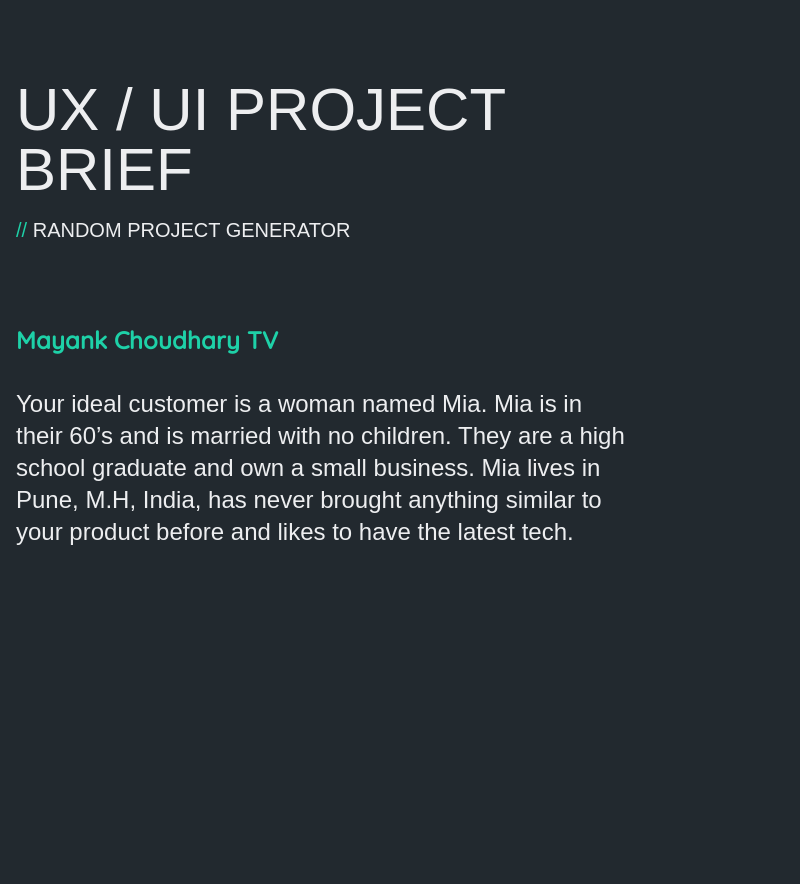 UX / UI PROJECT
BRIEF
// RANDOM PROJECT GENERATOR
Mayank Choudhary TV
Your ideal customer is a woman named Mia. Mia is in
their 60’s and is married with no children. They are a high
school graduate and own a small business. Mia lives in
Pune, M.H, India, has never brought anything similar to
your product before and likes to have the latest tech.